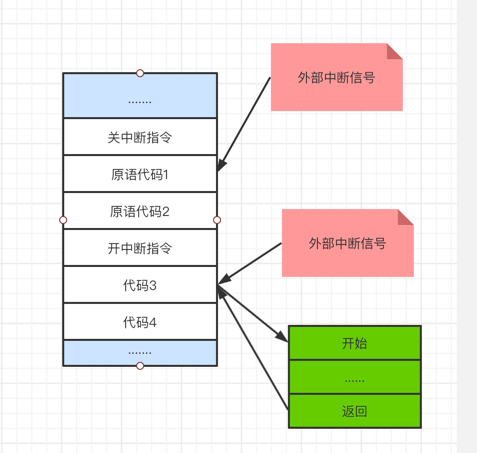 .......
关中断指令
原语代码1
原语代码2
开中断指令
代码3
代码4
.......
外部中断信号
外部中断信号
开始
......
返回